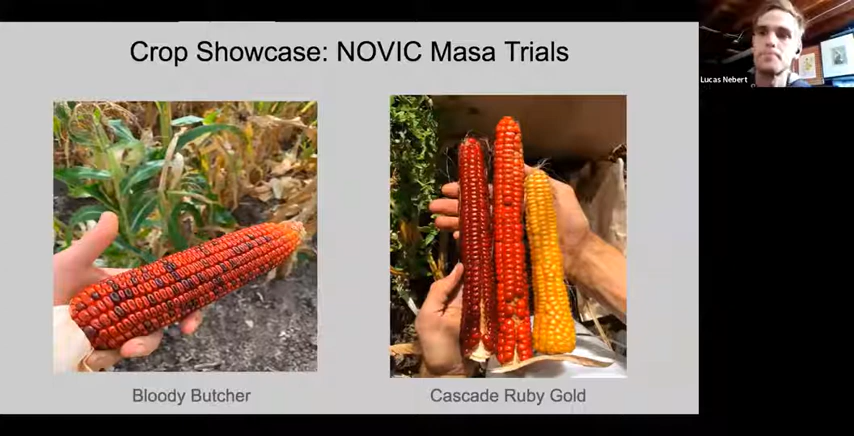 Crop Showcase: NOVIC Masa Trials
Lucas Nebert
Bloody Butcher
Cascade Ruby Gold